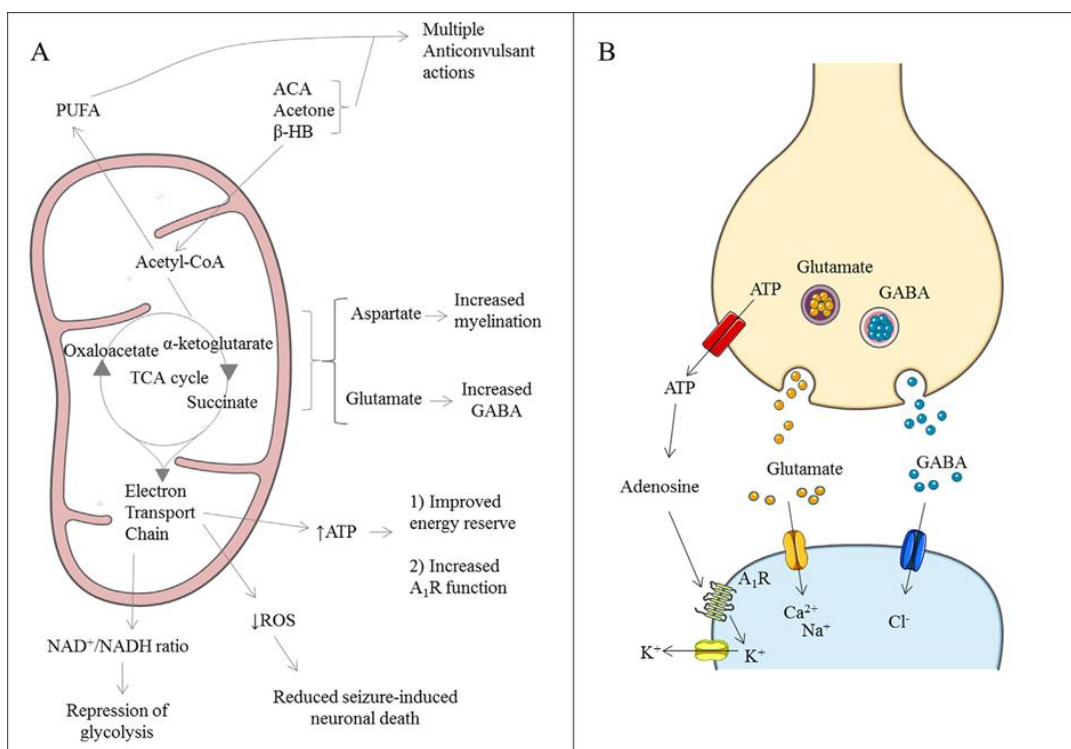 A
Multiple
Anticonvulsant
actions
ACA
Acetone
β-HB
PUFA
Acetyl-CoA
Oxaloacetate
α-ketoglutarate
TCA cycle
Succinate
Aspartate
Increased
myelination
Glutamate
Increased
GABA
Electron
Transport
Chain
↑ATP
1) Improved
energy reserve
2) Increased
A₁R function
↓ROS
NAD⁺/NADH ratio
Repression of
glycolysis
Reduced seizure-induced
neuronal death
B
Glutamate
ATP
GABA
ATP
Glutamate
GABA
Adenosine
A₁R
Ca²⁺
Na⁺
Cl⁻
K⁺
K⁺